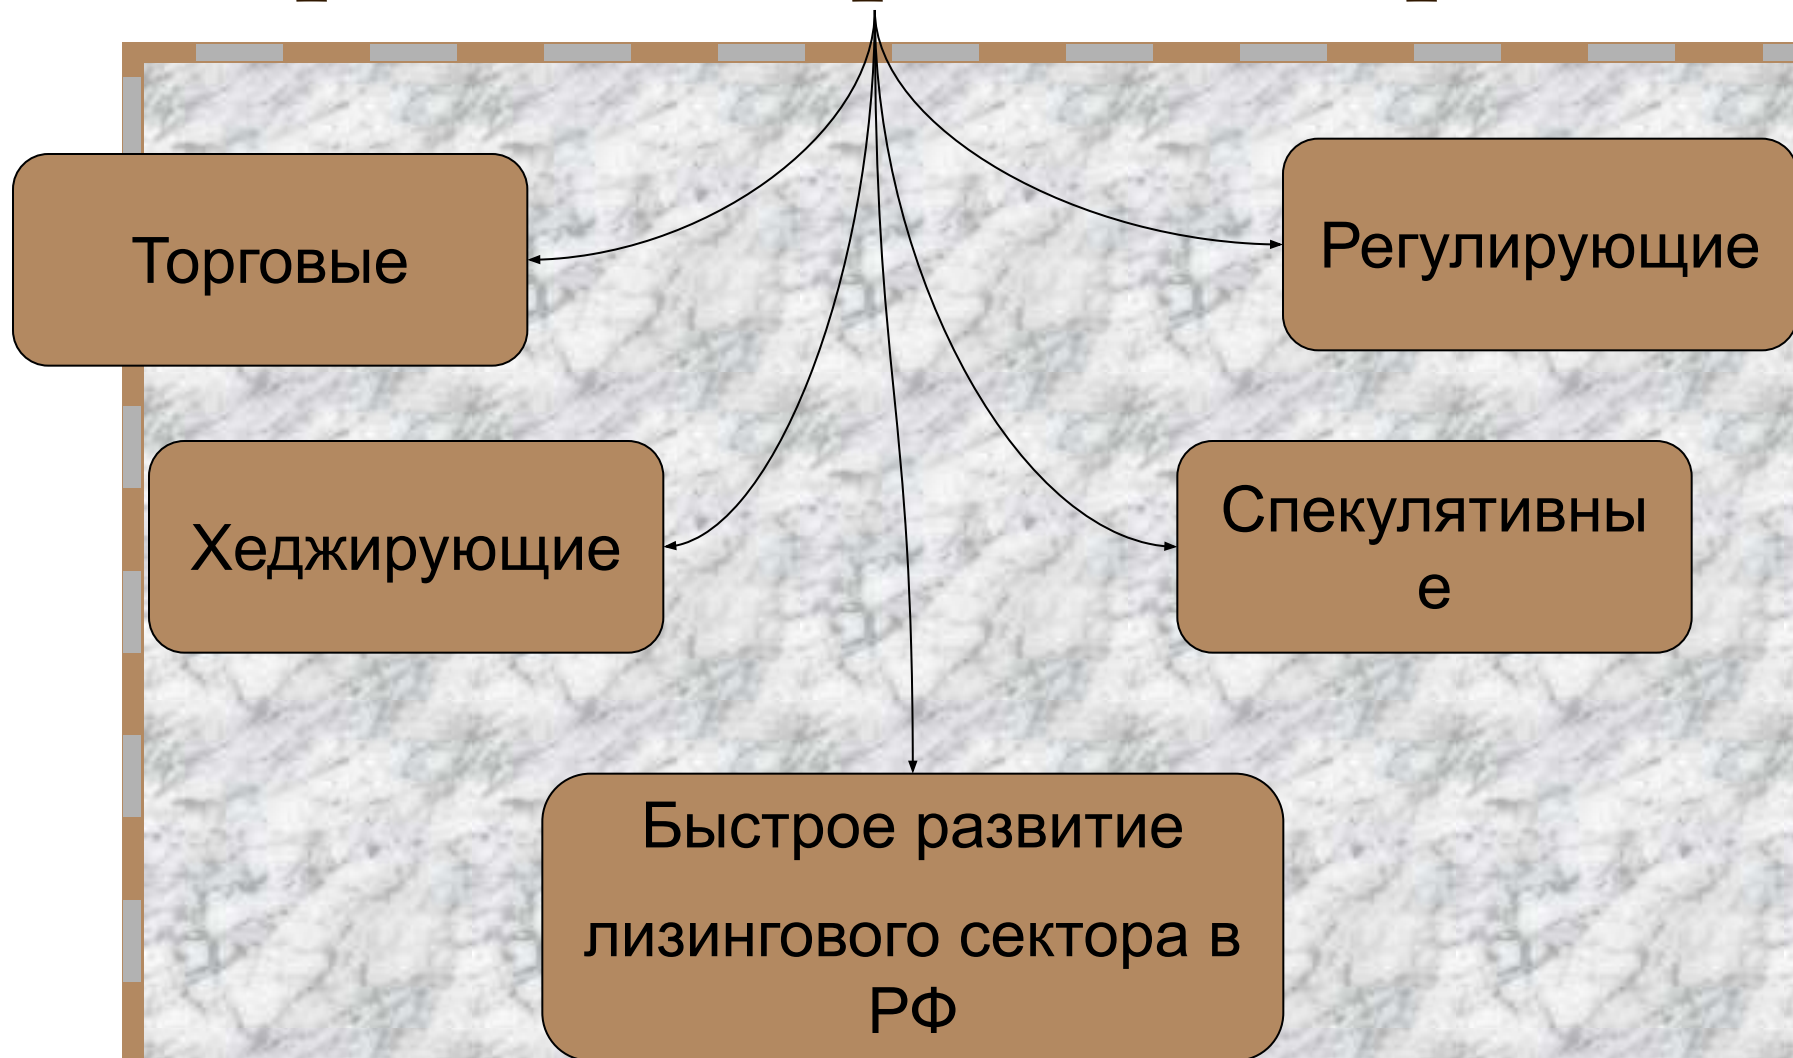 Торговые
Регулирующие
Хеджирующие
Спекулятивны
е
Быстрое развитие
лизингового сектора в
РФ